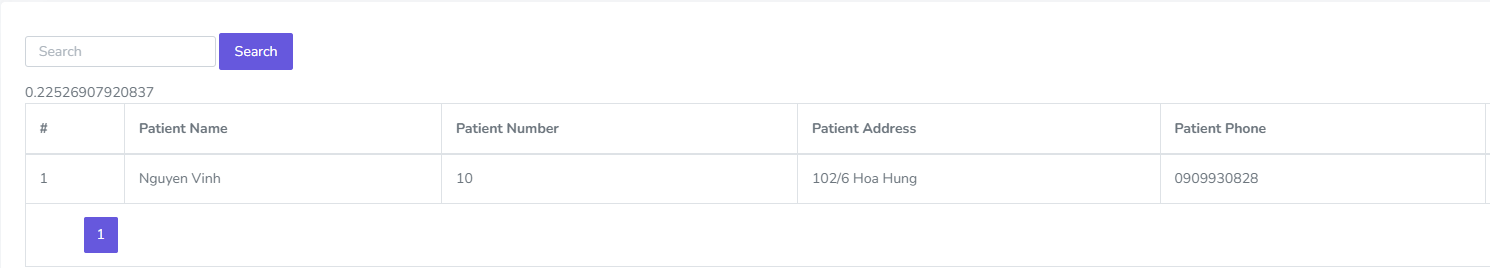 Search Search
0.22526907920837
# Patient Name Patient Number Patient Address Patient Phone
1 Nguyen Vinh 10 102/6 Hoa Hung 0909930828
1